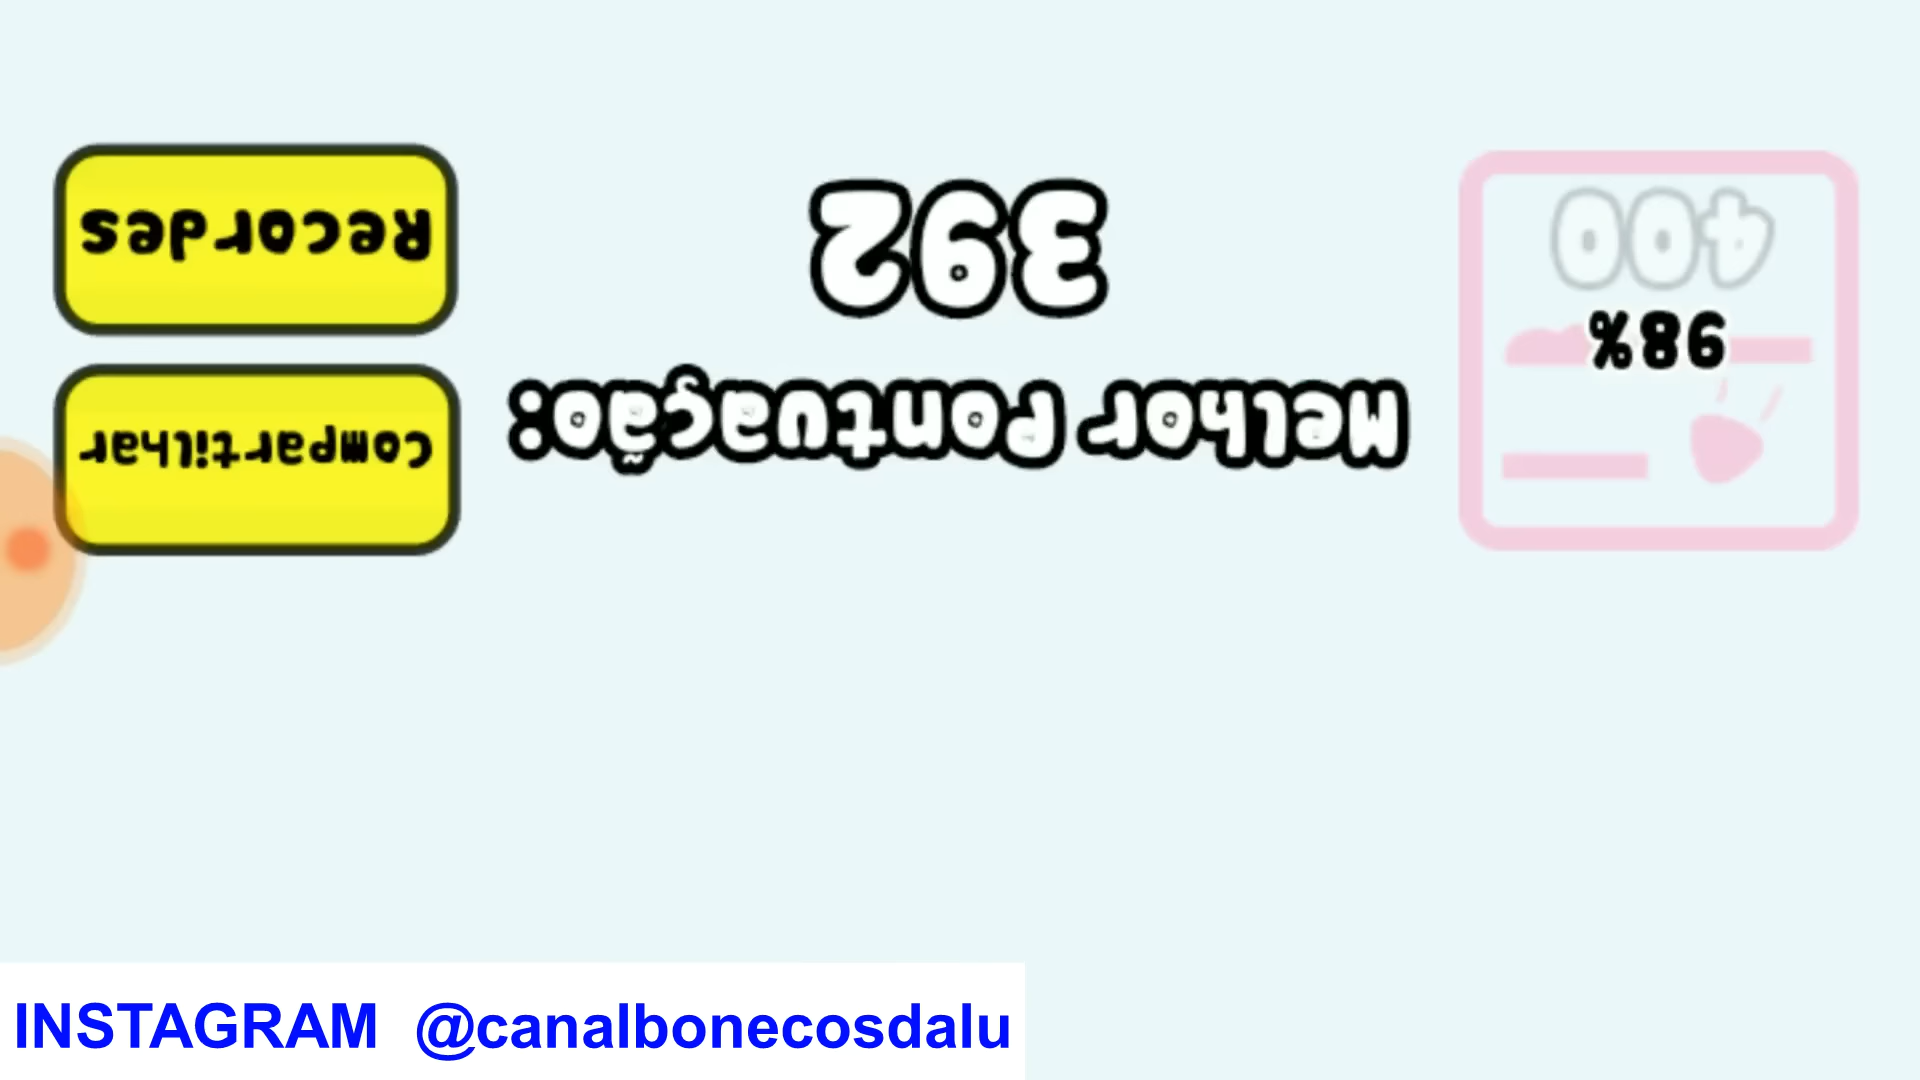 Melhor Pontuação:
392
98%
400
Compartilhar
Recordes
INSTAGRAM @canalbonecosdalu